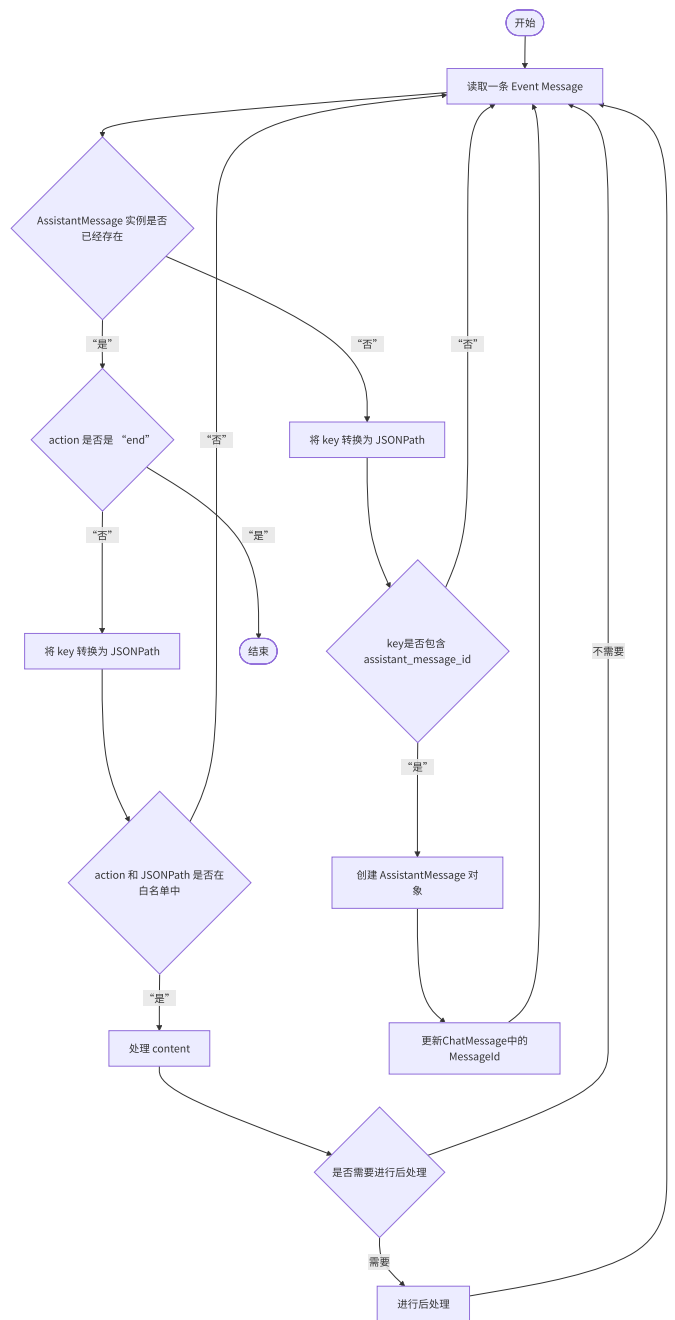 开始
读取一条 Event Message
AssistantMessage 实例是否
已经存在
“是”
“否”
“否”
action 是否是 “end”
“否”
将 key 转换为 JSONPath
“否”
“是”
将 key 转换为 JSONPath
结束
key是否包含
assistant_message_id
不需要
“是”
action 和 JSONPath 是否在
白名单中
创建 AssistantMessage 对
象
“是”
处理 content
更新ChatMessage中的
MessageId
是否需要进行后处理
需要
进行后处理